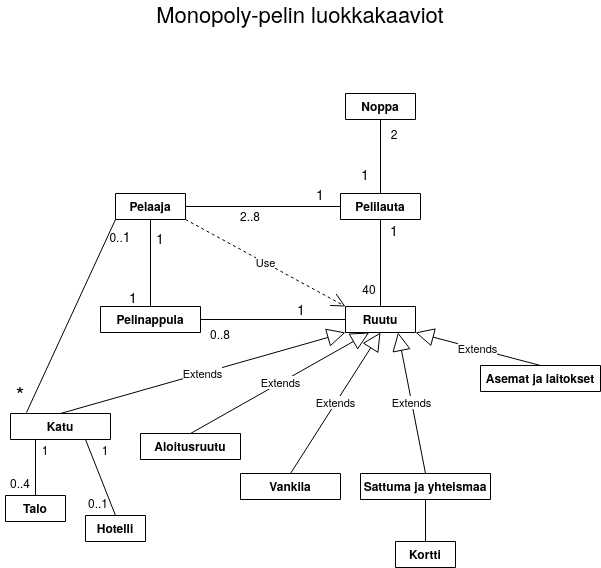 Monopoly-pelin luokkakaaviot
Noppa
2
1
Pelaaja
2..8
1
Pelilauta
0..1
1
1
Use
1
40
Pelinappula
0..8
1
Ruutu
Extends
Extends
Extends
Extends
Extends
Asemat ja laitokset
*
Katu
Aloitusruutu
1
1
0..4
0..1
Vankila
Sattuma ja yhteismaa
Talo
Hotelli
Kortti